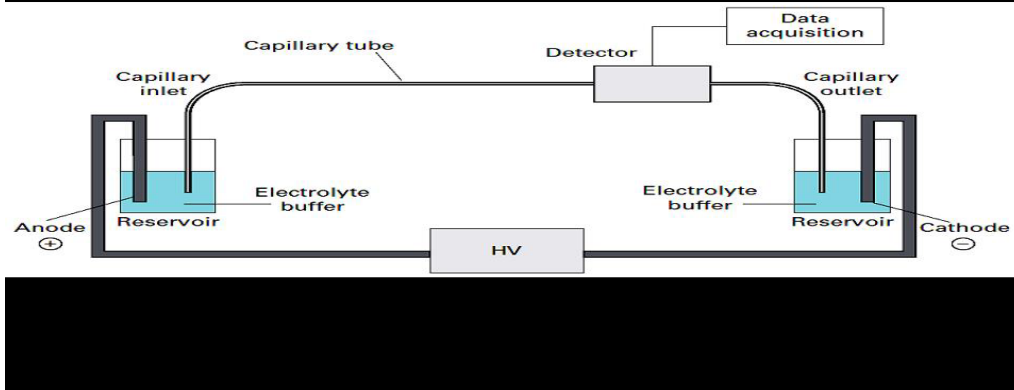 Data
acquisition
Capillary tube
Detector
Capillary
inlet
Capillary
outlet
Electrolyte
buffer
Electrolyte
buffer
Reservoir
Reservoir
Anode
+
Cathode
−
HV